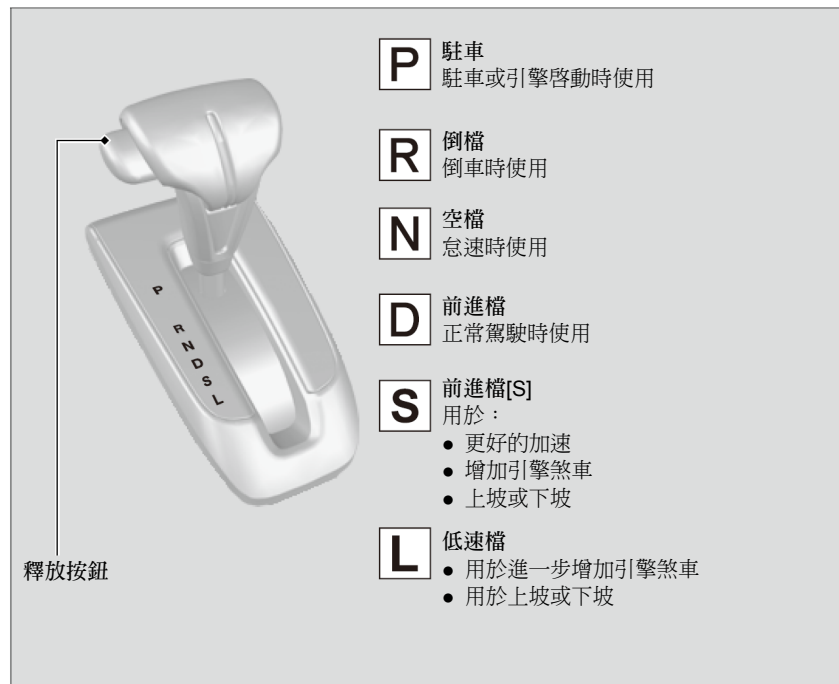 P 駐車
駐車或引擎啓動時使用
R 倒檔
倒車時使用
N 空檔
怠速時使用
D 前進檔
正常駕駛時使用
S 前進檔[S]
用於：
● 更好的加速
● 增加引擎煞車
● 上坡或下坡
L 低速檔
● 用於進一步增加引擎煞車
● 用於上坡或下坡
P
R
N
D
S
L
釋放按鈕